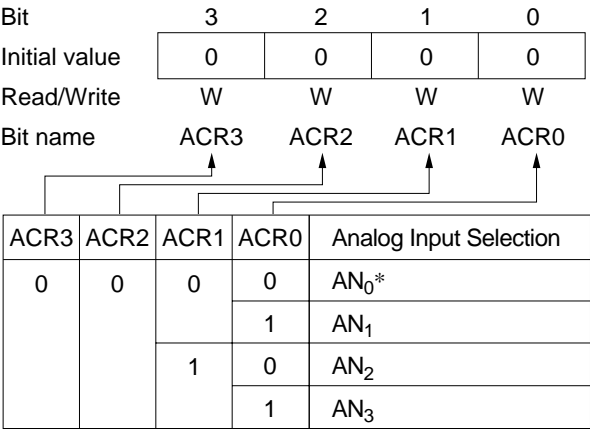 Bit 3 2 1 0
Initial value 0 0 0 0
Read/Write W W W W
Bit name ACR3 ACR2 ACR1 ACR0
ACR3 ACR2 ACR1 ACR0 Analog Input Selection
0 0 0 0 AN₀*
1 AN₁
1 0 AN₂
1 AN₃